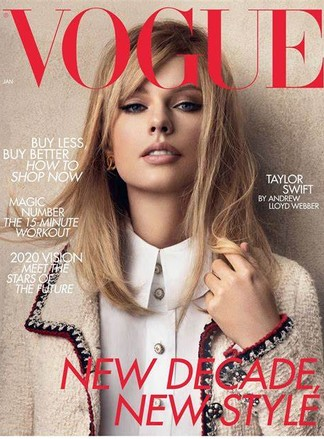 VOGUE
JAN
BUY LESS,
BUY BETTER
HOW TO
SHOP NOW
MAGIC
NUMBER
THE 15-MINUTE
WORKOUT
2020 VISION
MEET THE
STARS OF
THE FUTURE
TAYLOR
SWIFT
BY ANDREW
LLOYD WEBBER
NEW DECADE,
NEW STYLE